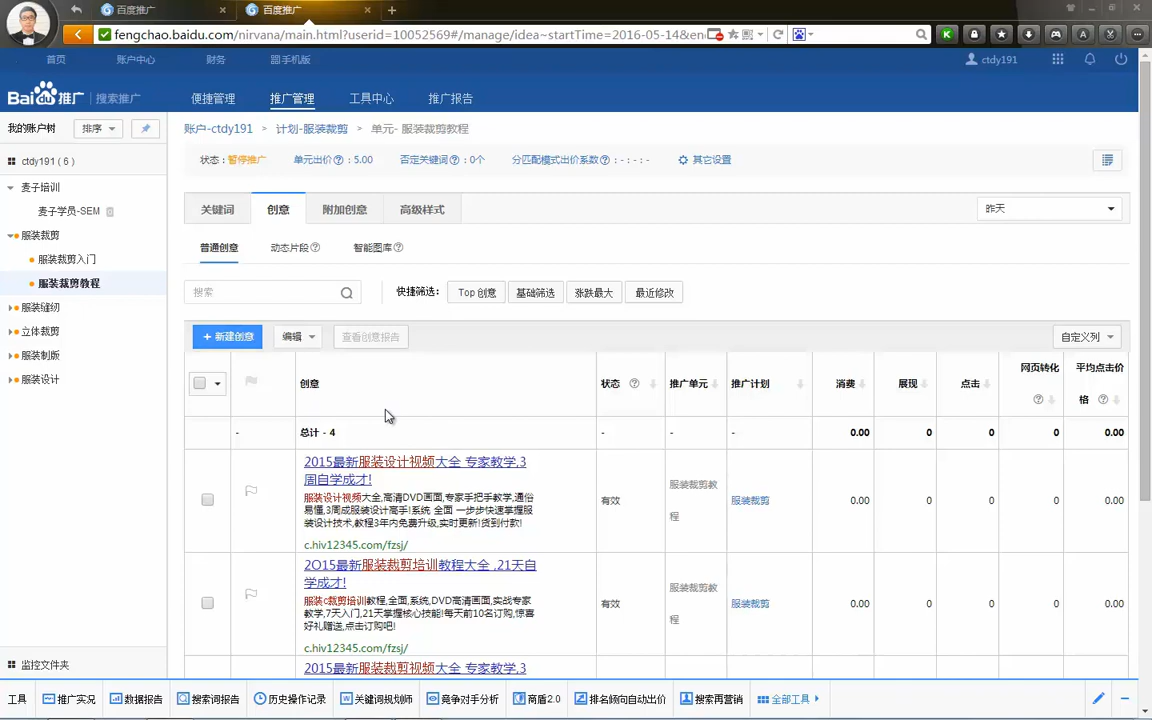 百度推广
百度推广
fengchao.baidu.com/nirvana/main.html?userid=10052569#/manage/idea~startTime=2016-05-14&en
首页
账户中心
财务
手机版
ctdy191
Bai 推广 搜索推广
便捷管理
推广管理
工具中心
推广报告
我的账户树
排序
账户-ctdy191 > 计划-服装裁剪 > 单元- 服装裁剪教程
ctdy191 ( 6 )
状态：暂停推广
单元出价：5.00
否定关键词：0个
分匹配模式出价系数：- : - : -
其它设置
麦子培训
麦子学员-SEM
服装裁剪
服装裁剪入门
服装裁剪教程
服装缝纫
立体裁剪
服装制版
服装设计
关键词
创意
附加创意
高级样式
昨天
普通创意
动态片段
智能图库
搜索
快捷筛选：
Top 创意
基础筛选
涨跌最大
最近修改
+ 新建创意
编辑
查看创意报告
自定义列
创意
状态
推广单元
推广计划
消费
展现
点击
网页转化
平均点击价格
-
总计 - 4
-
-
-
0.00
0
0
0
0.00
2015最新服装设计视频大全 专家教学,3
周自学成才!
服装设计视频大全,高清DVD画面,专家手把手教学,通俗
易懂,3周成服装设计高手!系统 全面 一步步快速掌握服
装设计技术,教程3年内免费升级,实时更新!货到付款!
c.hiv12345.com/fzsj/
有效
服装裁剪教
程
服装裁剪
0.00
0
0
0
0.00
2O15最新服装裁剪培训教程大全 .21天自
学成才!
服装c裁剪培训教程,全面,系统,DVD高清画面,实战专家
教学,7天入门,21天掌握核心技能!每天前10名订购,惊喜
好礼赠送,点击订购吧!
c.hiv12345.com/fzsj/
有效
服装裁剪教
程
服装裁剪
0.00
0
0
0
0.00
2015最新服装裁剪视频大全 专家教学,3
监控文件夹
工具
推广实况
数据报告
搜索词报告
历史操作记录
关键词规划师
竞争对手分析
商盾2.0
排名倾向自动出价
搜索再营销
全部工具